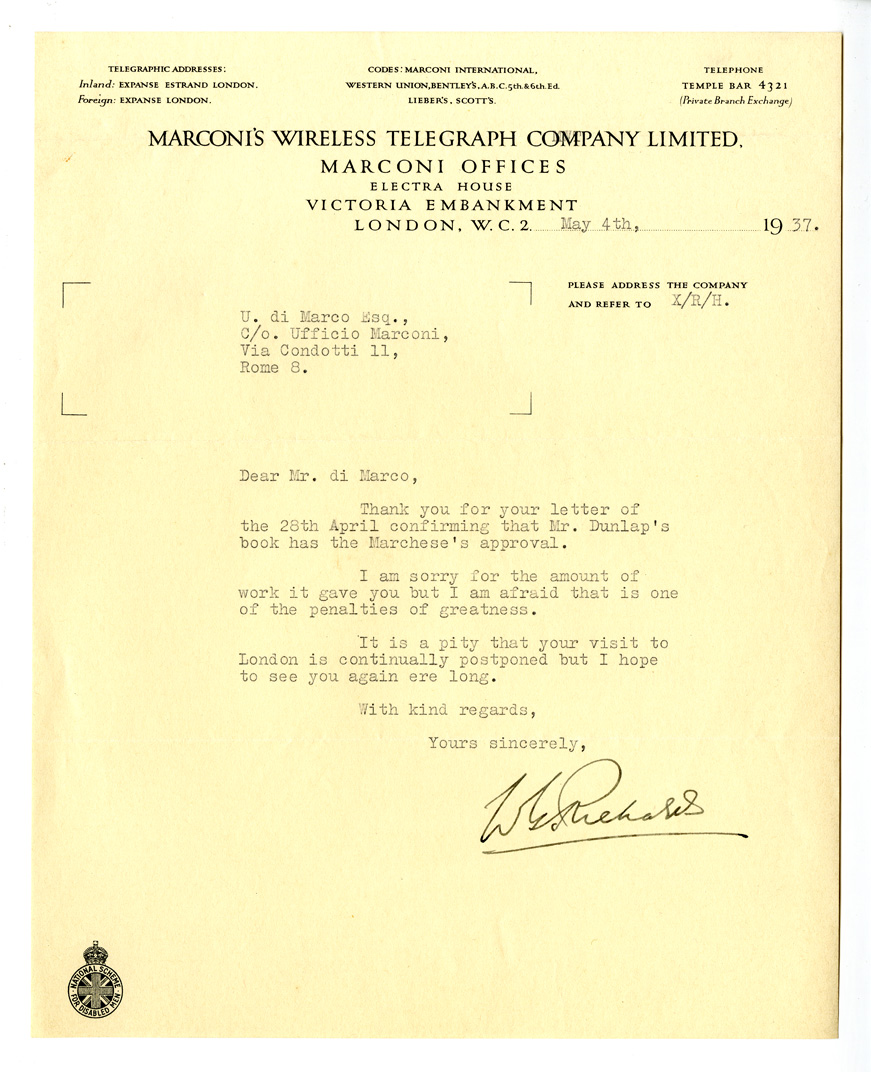 TELEGRAPHIC ADDRESSES:
Inland: EXPANSE ESTRAND LONDON.
Foreign: EXPANSE LONDON.
CODES: MARCONI INTERNATIONAL,
WESTERN UNION, BENTLEY'S, A.B.C. 5th. & 6th. Ed.
LIEBER'S, SCOTT'S.
TELEPHONE
TEMPLE BAR 4321
(Private Branch Exchange)
MARCONI'S WIRELESS TELEGRAPH COMPANY LIMITED.
MARCONI OFFICES
ELECTRA HOUSE
VICTORIA EMBANKMENT
LONDON, W.C.2. May 4th, 1937.
PLEASE ADDRESS THE COMPANY
AND REFER TO X/R/H.
U. di Marco Esq.,
C/o. Ufficio Marconi,
Via Condotti 11,
Rome 8.
Dear Mr. di Marco,
Thank you for your letter of
the 28th April confirming that Mr. Dunlap's
book has the Marchese's approval.
I am sorry for the amount of
work it gave you but I am afraid that is one
of the penalties of greatness.
It is a pity that your visit to
London is continually postponed but I hope
to see you again ere long.
With kind regards,
Yours sincerely,
W G Richards
NATIONAL SCHEME
FOR DISABLED MEN